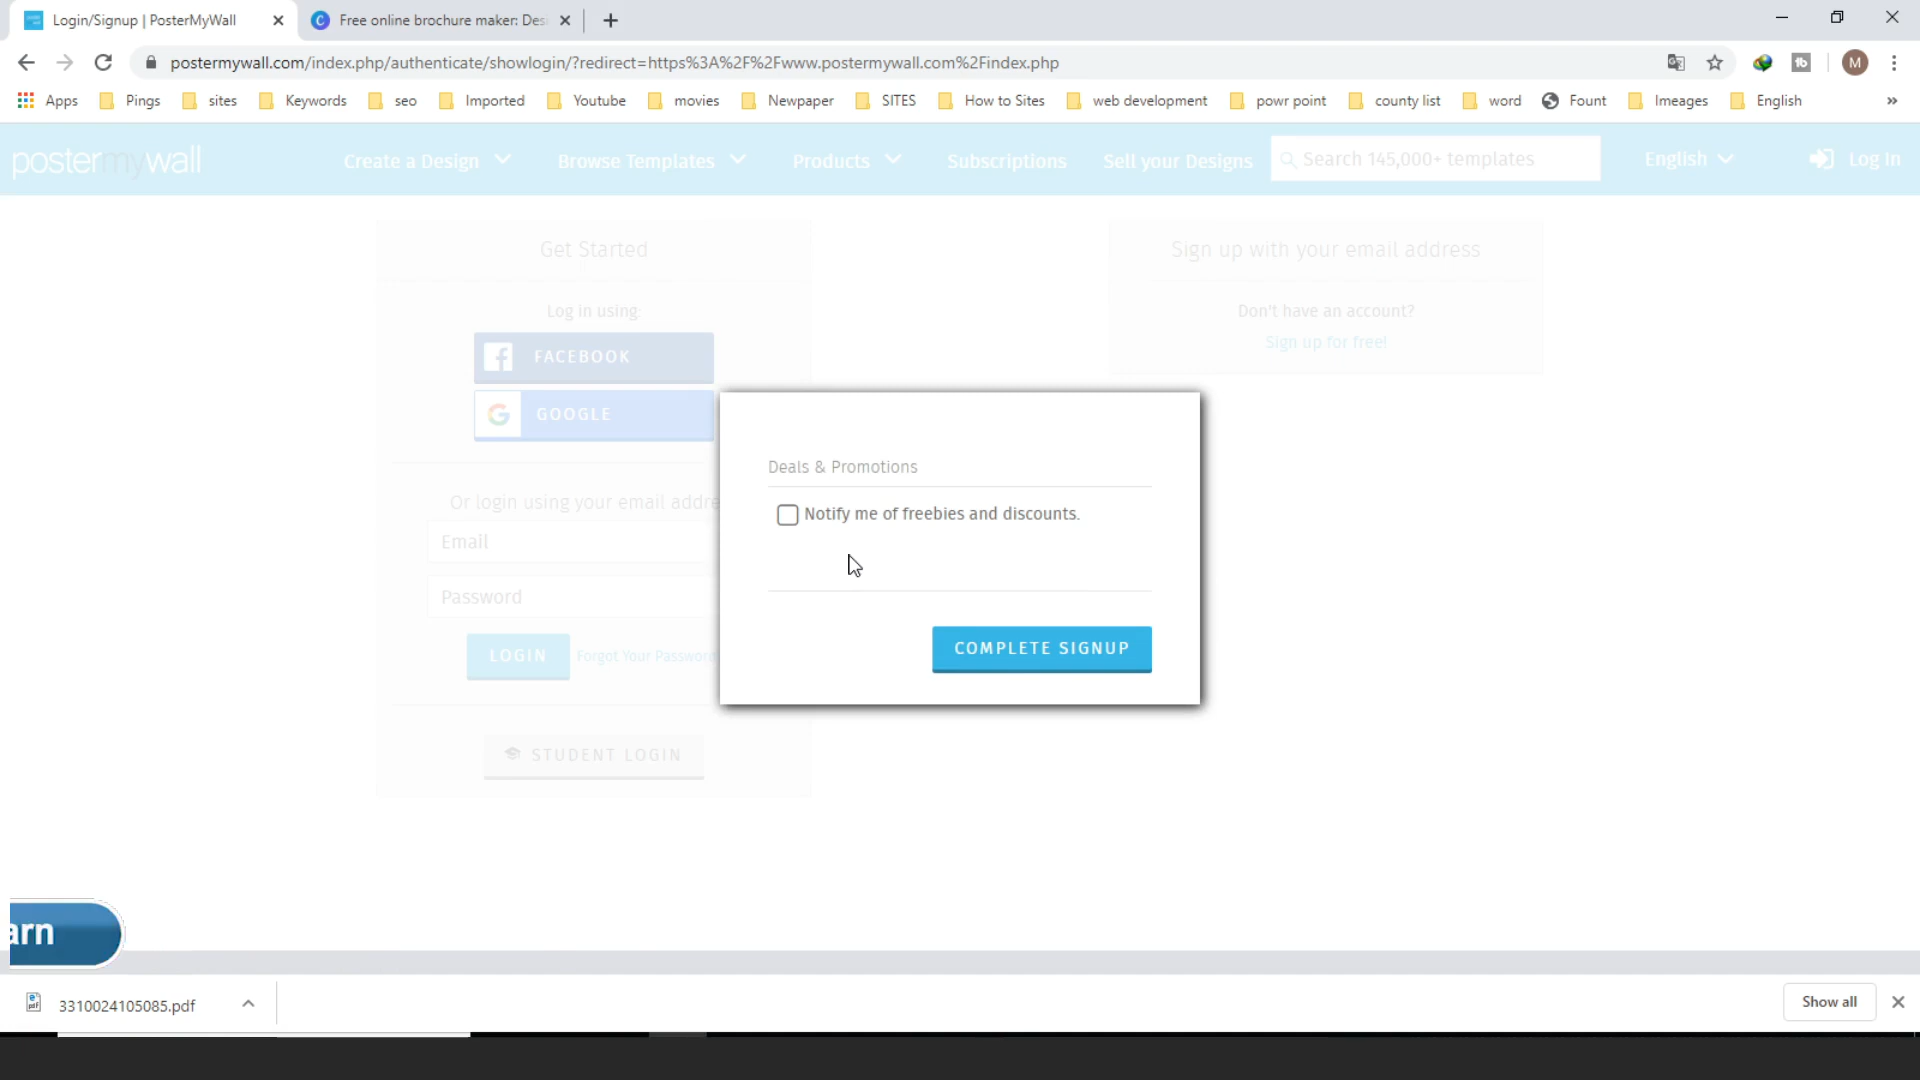 Login/Signup | PosterMyWall
Free online brochure maker: Desi
postermywall.com/index.php/authenticate/showlogin/?redirect=https%3A%2F%2Fwww.postermywall.com%2Findex.php
M
Apps
Pings
sites
Keywords
seo
Imported
Youtube
movies
Newpaper
SITES
How to Sites
web development
powr point
county list
word
Fount
Imeages
English
»
postermywall
Create a Design
Browse Templates
Products
Subscriptions
Sell your Designs
Search 145,000+ templates
English
Log In
Get Started
Log in using:
FACEBOOK
GOOGLE
Or login using your email addre
Email
Password
LOGIN
Forgot Your Password
STUDENT LOGIN
Sign up with your email address
Don't have an account?
Sign up for free!
Deals & Promotions
Notify me of freebies and discounts.
COMPLETE SIGNUP
arn
3310024105085.pdf
Show all